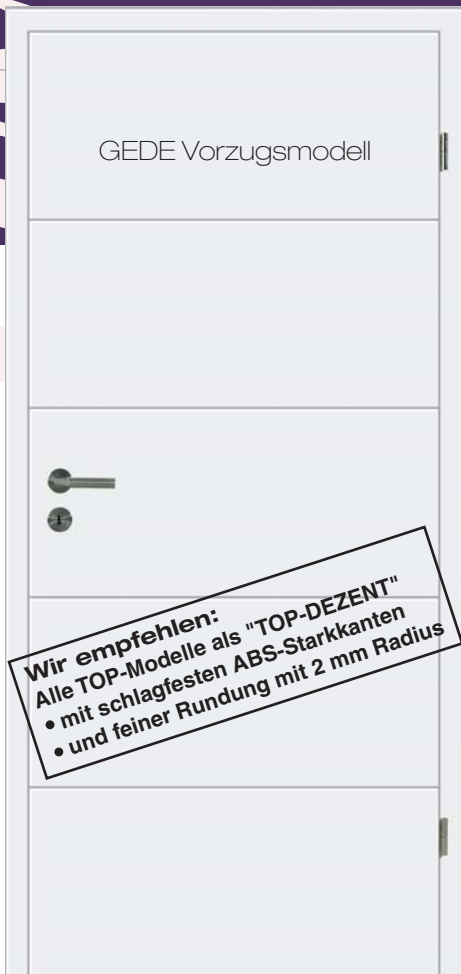 GEDE Vorzugsmodell
Wir empfehlen:
Alle TOP-Modelle als "TOP-DEZENT"
• mit schlagfesten ABS-Starkkanten
• und feiner Rundung mit 2 mm Radius